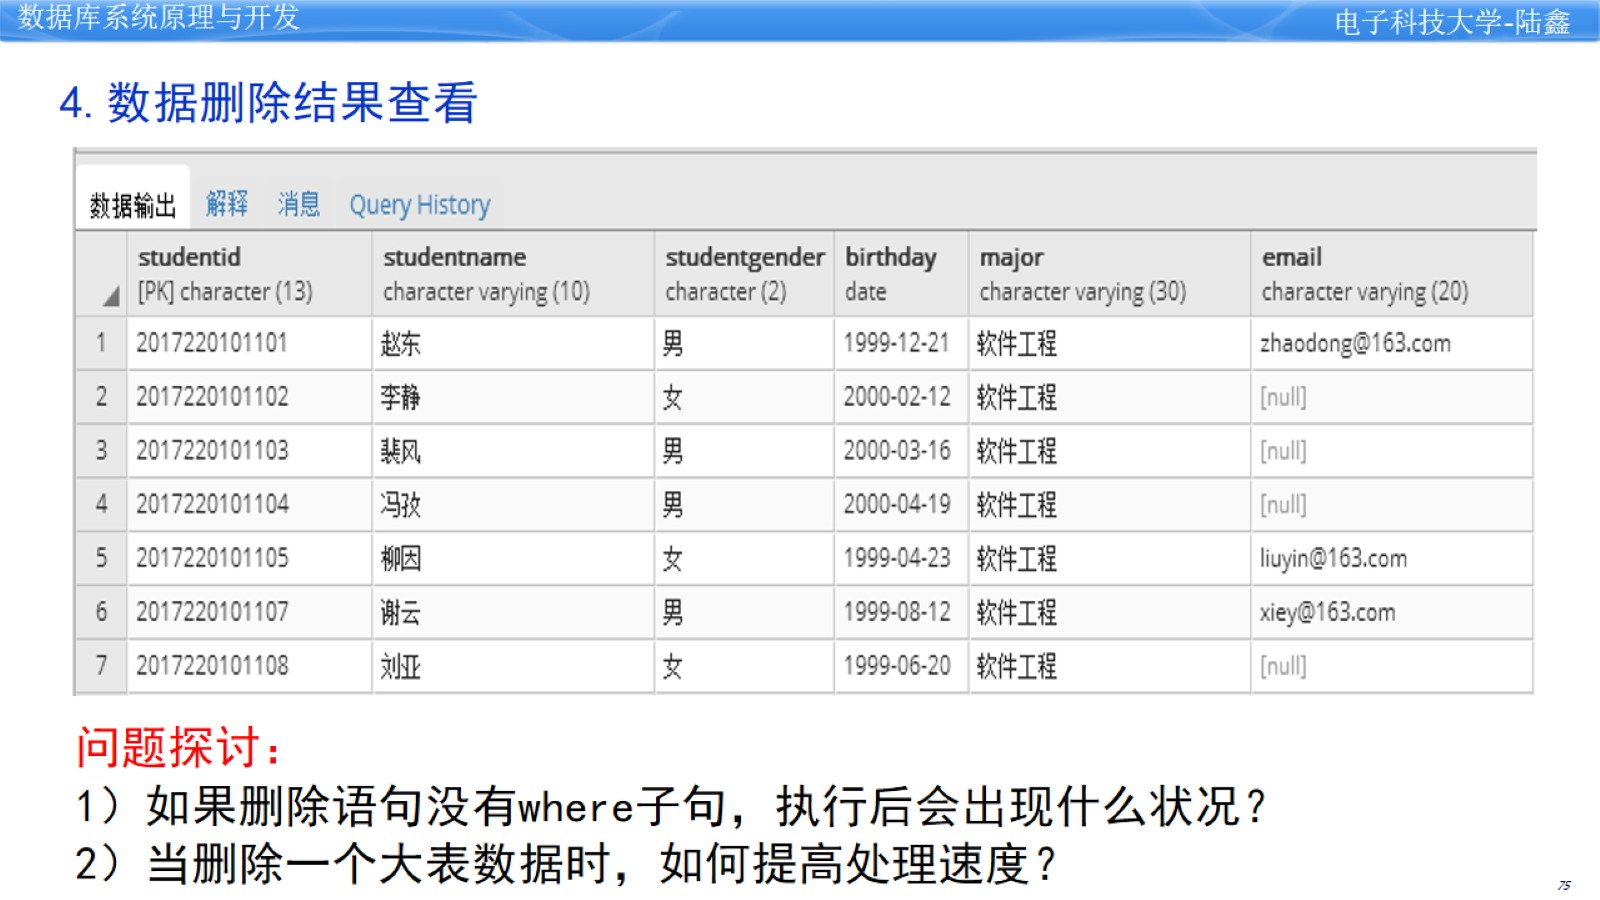 数据库系统原理与开发
电子科技大学-陆鑫
4. 数据删除结果查看
数据输出 解释 消息 Query History
studentid studentname studentgender birthday major email
[PK] character (13) character varying (10) character (2) date character varying (30) character varying (20)
1 2017220101101 赵东 男 1999-12-21 软件工程 zhaodong@163.com
2 2017220101102 李静 女 2000-02-12 软件工程 [null]
3 2017220101103 裴风 男 2000-03-16 软件工程 [null]
4 2017220101104 冯孜 男 2000-04-19 软件工程 [null]
5 2017220101105 柳因 女 1999-04-23 软件工程 liuyin@163.com
6 2017220101107 谢云 男 1999-08-12 软件工程 xiey@163.com
7 2017220101108 刘亚 女 1999-06-20 软件工程 [null]
问题探讨：
1）如果删除语句没有where子句，执行后会出现什么状况？
2）当删除一个大表数据时，如何提高处理速度？
75